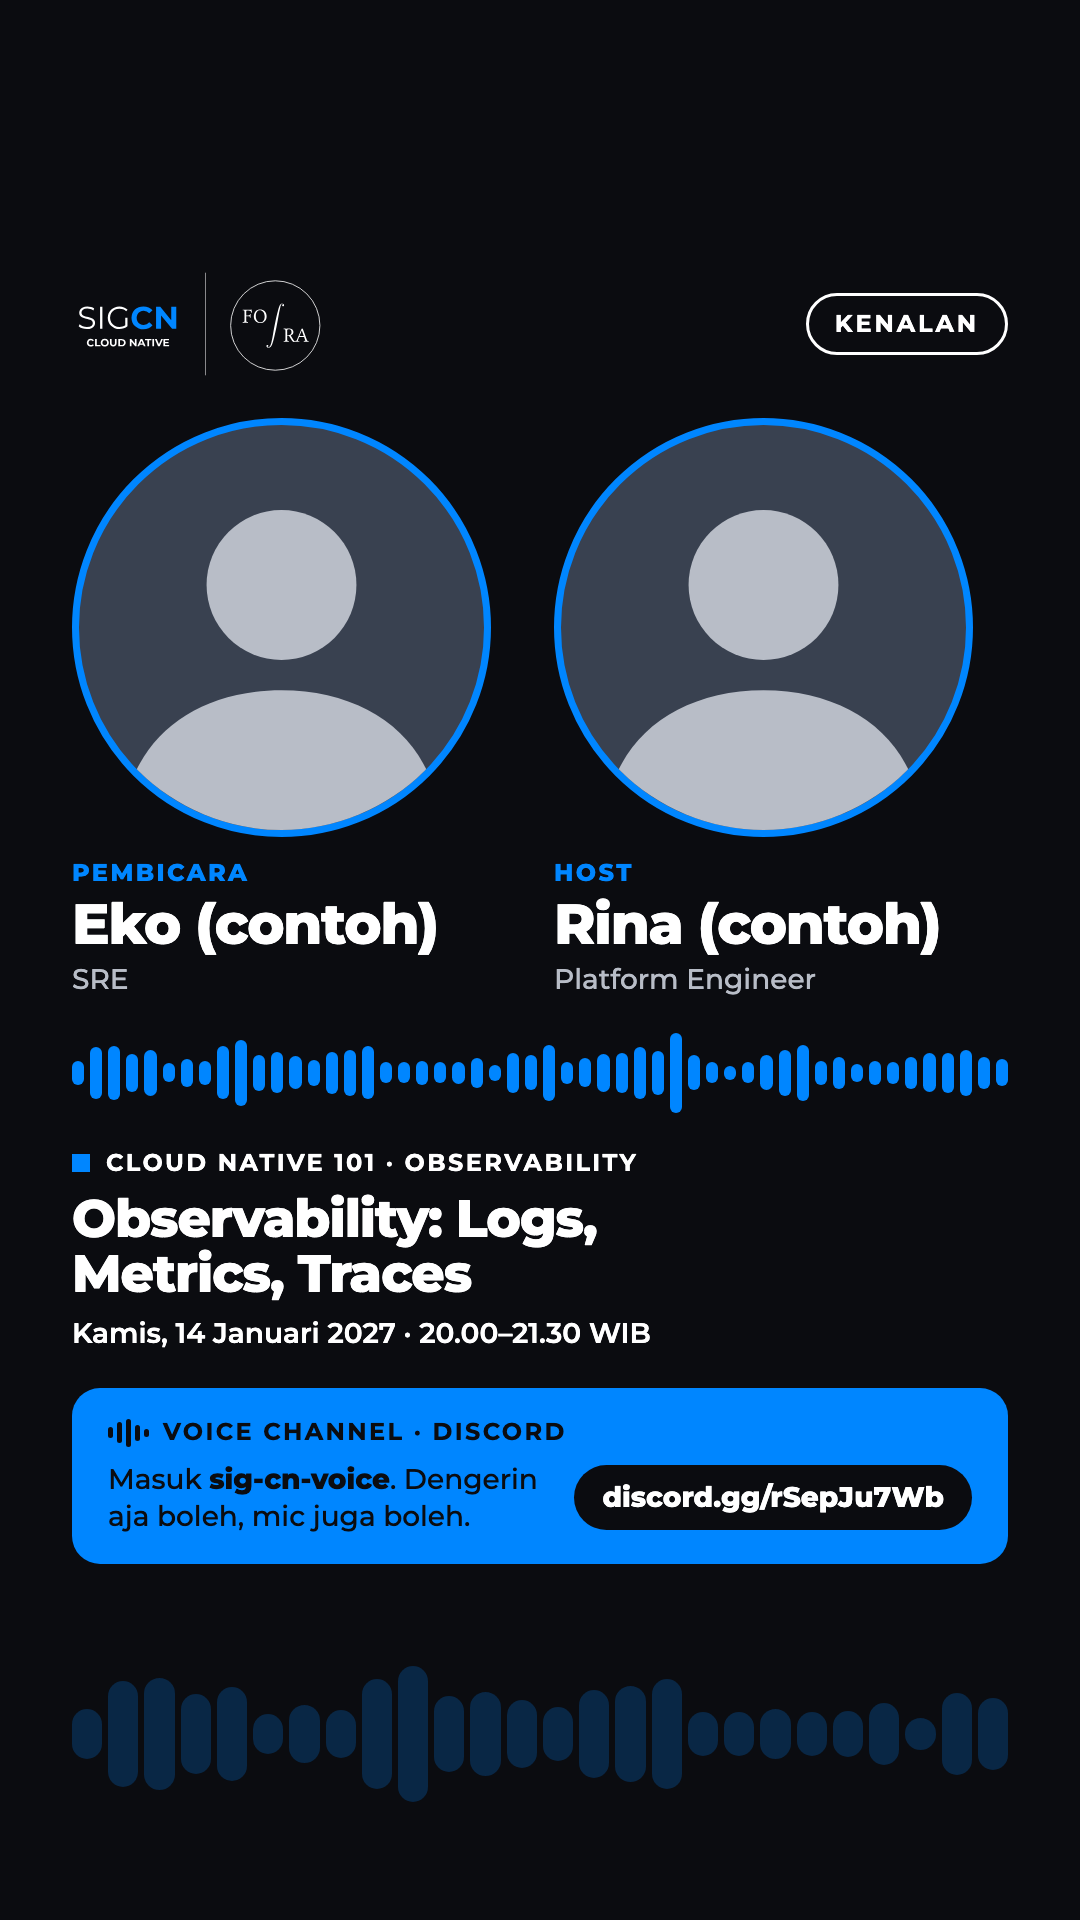 SIGCN
CLOUD NATIVE
FO
RA
KENALAN
PEMBICARA
Eko (contoh)
SRE
HOST
Rina (contoh)
Platform Engineer
CLOUD NATIVE 101 · OBSERVABILITY
Observability: Logs,
Metrics, Traces
Kamis, 14 Januari 2027 · 20.00–21.30 WIB
VOICE CHANNEL · DISCORD
Masuk sig-cn-voice. Dengerin
aja boleh, mic juga boleh.
discord.gg/rSepJu7Wb